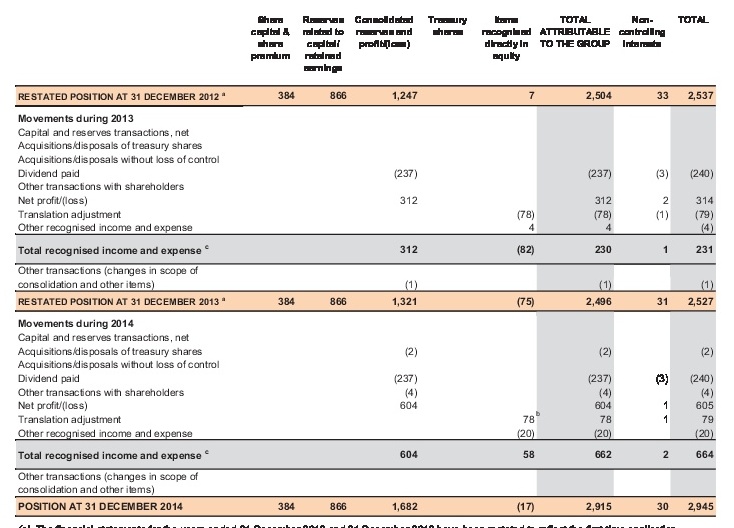 Share capital & share premium Reserves related to capital/ retained earnings Consolidated reserves and profit/(loss) Treasury shares Items recognised directly in equity TOTAL ATTRIBUTABLE TO THE GROUP Non-controlling interests TOTAL
RESTATED POSITION AT 31 DECEMBER 2012 a 384 866 1,247 7 2,504 33 2,537
Movements during 2013
Capital and reserves transactions, net
Acquisitions/disposals of treasury shares
Acquisitions/disposals without loss of control
Dividend paid (237) (237) (3) (240)
Other transactions with shareholders
Net profit/(loss) 312 312 2 314
Translation adjustment (78) (78) (1) (79)
Other recognised income and expense 4 4 (4)
Total recognised income and expense c 312 (82) 230 1 231
Other transactions (changes in scope of
consolidation and other items) (1) (1) (1)
RESTATED POSITION AT 31 DECEMBER 2013 a 384 866 1,321 (75) 2,496 31 2,527
Movements during 2014
Capital and reserves transactions, net
Acquisitions/disposals of treasury shares (2) (2) (2)
Acquisitions/disposals without loss of control
Dividend paid (237) (237) (3) (240)
Other transactions with shareholders (4) (4) (4)
Net profit/(loss) 604 604 1 605
Translation adjustment 78 b 78 1 79
Other recognised income and expense (20) (20) (20)
Total recognised income and expense c 604 58 662 2 664
Other transactions (changes in scope of
consolidation and other items)
POSITION AT 31 DECEMBER 2014 384 866 1,682 (17) 2,915 30 2,945